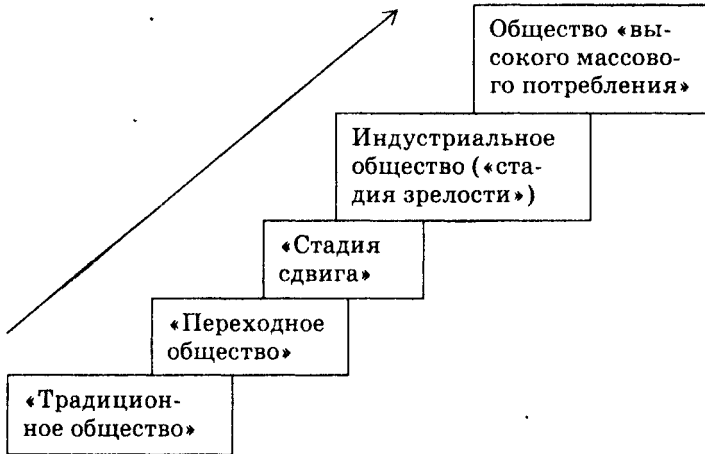 Общество «вы-
сокого массово-
го потребления»
Индустриальное
общество («ста-
дия зрелости»)
«Стадия
сдвига»
«Переходное
общество»
«Традицион-
ное общество»